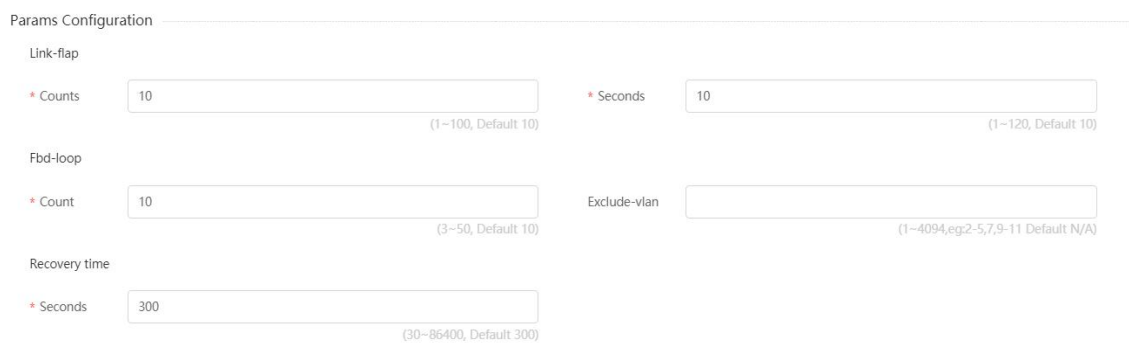 Params Configuration
Link-flap
* Counts 10 * Seconds 10
(1~100, Default 10) (1~120, Default 10)
Fbd-loop
* Count 10 Exclude-vlan
(3~50, Default 10) (1~4094,eg:2-5,7,9-11 Default N/A)
Recovery time
* Seconds 300
(30~86400, Default 300)